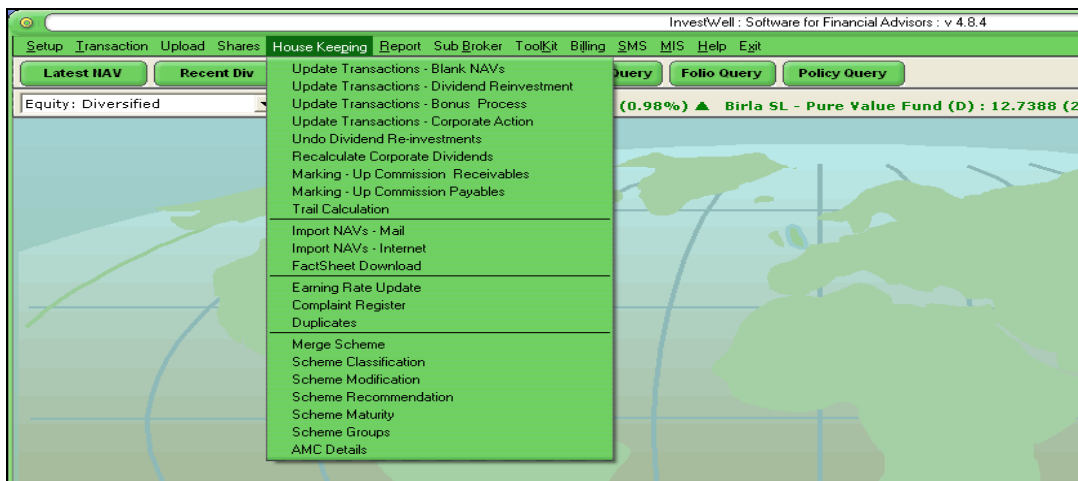 InvestWell : Software for Financial Advisors : v 4.8.4
Setup Transaction Upload Shares House Keeping Report Sub Broker ToolKit Billing SMS MIS Help Exit
Latest NAV Recent Div Query Folio Query Policy Query
Equity: Diversified (0.98%) ▲ Birla SL - Pure Value Fund (D) : 12.7388 (2
Update Transactions - Blank NAVs
Update Transactions - Dividend Reinvestment
Update Transactions - Bonus Process
Update Transactions - Corporate Action
Undo Dividend Re-investments
Recalculate Corporate Dividends
Marking - Up Commission Receivables
Marking - Up Commission Payables
Trail Calculation
Import NAVs - Mail
Import NAVs - Internet
FactSheet Download
Earning Rate Update
Complaint Register
Duplicates
Merge Scheme
Scheme Classification
Scheme Modification
Scheme Recommendation
Scheme Maturity
Scheme Groups
AMC Details